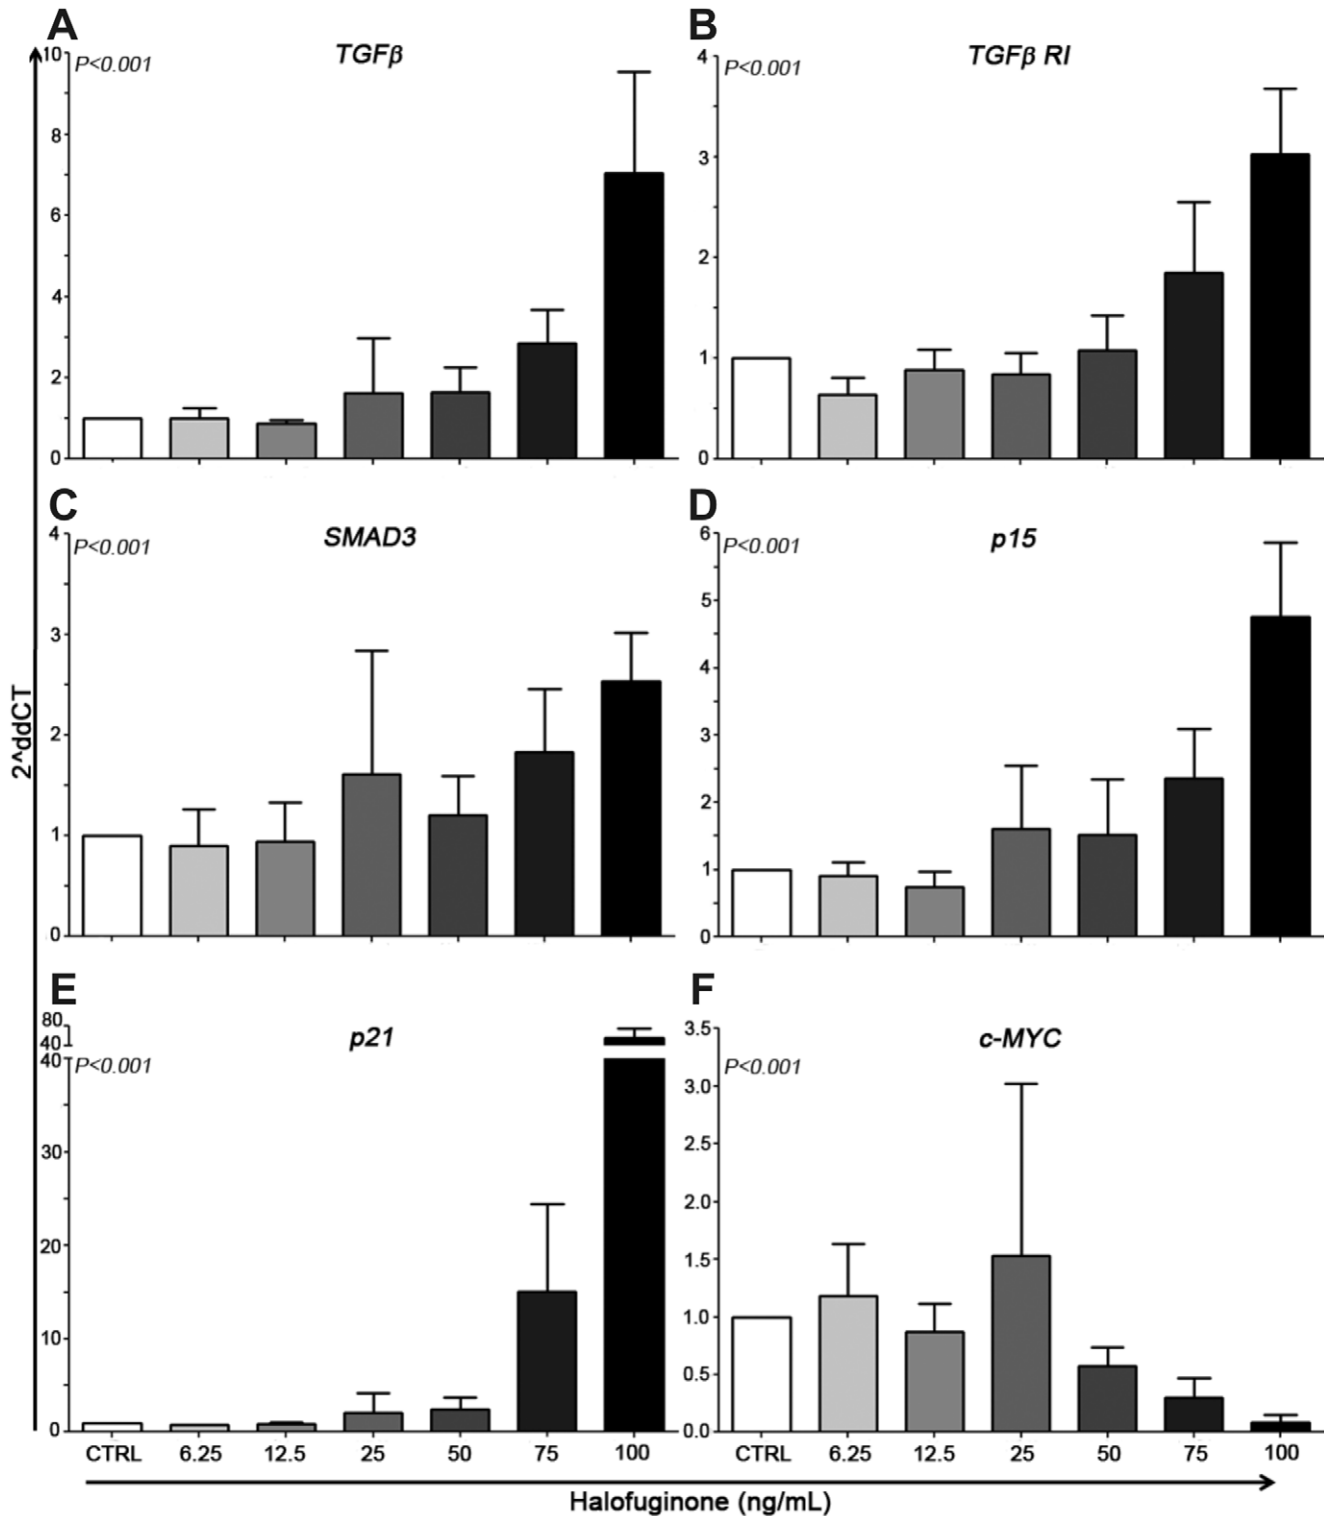 A
TGFβ
P<0.001
10
8
6
4
2
0
B
TGFβ RI
P<0.001
4
3
2
1
0
C
SMAD3
P<0.001
4
3
2
1
0
D
p15
P<0.001
6
5
4
3
2
1
0
2^ddCT
E
p21
P<0.001
80
40
40
30
20
10
0
CTRL 6.25 12.5 25 50 75 100
F
c-MYC
P<0.001
3.5
3.0
2.5
2.0
1.5
1.0
0.5
0.0
CTRL 6.25 12.5 25 50 75 100
Halofuginone (ng/mL)